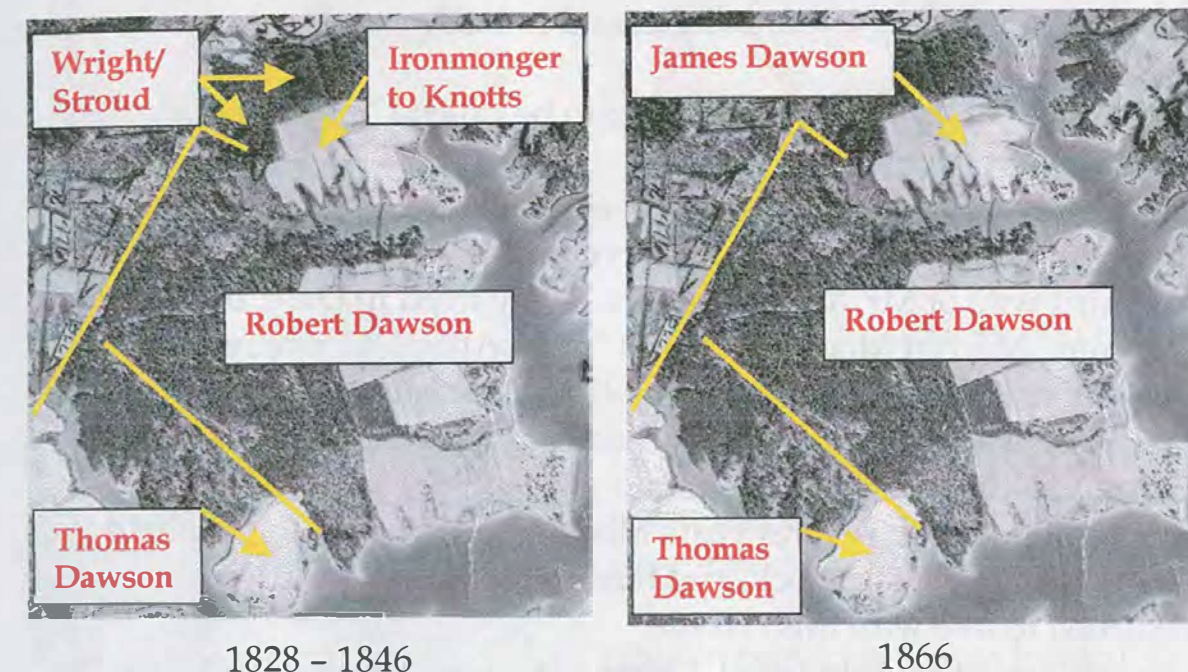 Wright/
Stroud
Ironmonger
to Knotts
Robert Dawson
Thomas
Dawson
1828 – 1846
James Dawson
Robert Dawson
Thomas
Dawson
1866